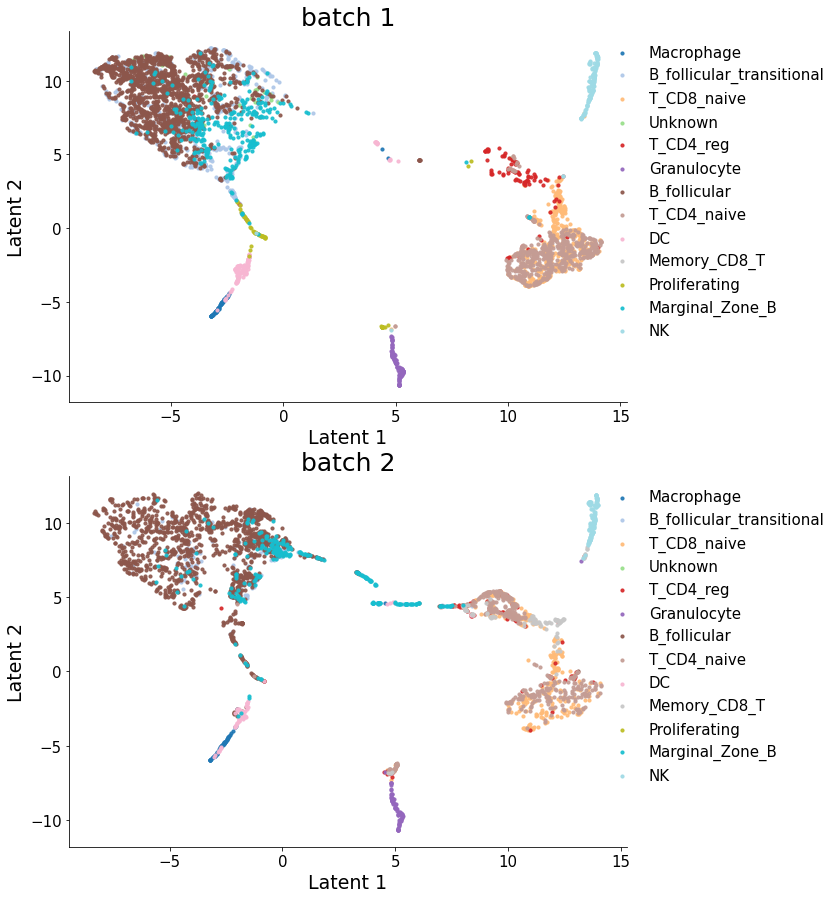 batch 1
10
5
0
−5
−10
Latent 2
−5
0
5
10
15
Latent 1
Macrophage
B_follicular_transitional
T_CD8_naive
Unknown
T_CD4_reg
Granulocyte
B_follicular
T_CD4_naive
DC
Memory_CD8_T
Proliferating
Marginal_Zone_B
NK
batch 2
10
5
0
−5
−10
Latent 2
−5
0
5
10
15
Latent 1
Macrophage
B_follicular_transitional
T_CD8_naive
Unknown
T_CD4_reg
Granulocyte
B_follicular
T_CD4_naive
DC
Memory_CD8_T
Proliferating
Marginal_Zone_B
NK